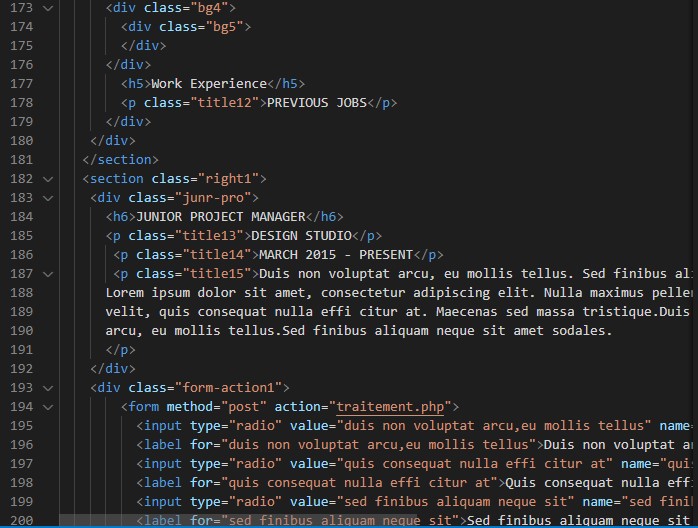 173 <div class="bg4">
174 <div class="bg5">
175 </div>
176 </div>
177 <h5>Work Experience</h5>
178 <p class="title12">PREVIOUS JOBS</p>
179 </div>
180 </div>
181 </section>
182 <section class="right1">
183 <div class="junr-pro">
184 <h6>JUNIOR PROJECT MANAGER</h6>
185 <p class="title13">DESIGN STUDIO</p>
186 <p class="title14">MARCH 2015 - PRESENT</p>
187 <p class="title15">Duis non voluptat arcu, eu mollis tellus. Sed finibus al
188 Lorem ipsum dolor sit amet, consectetur adipiscing elit. Nulla maximus pelle
189 velit, quis consequat nulla effi citur at. Maecenas sed massa tristique.Duis
190 arcu, eu mollis tellus.Sed finibus aliquam neque sit amet sodales.
191 </p>
192 </div>
193 <div class="form-action1">
194 <form method="post" action="traitement.php">
195 <input type="radio" value="duis non voluptat arcu,eu mollis tellus" name=
196 <label for="duis non voluptat arcu,eu mollis tellus">Duis non voluptat a
197 <input type="radio" value="quis consequat nulla effi citur at" name="qui
198 <label for="quis consequat nulla effi citur at">Quis consequat nulla eff
199 <input type="radio" value="sed finibus aliquam neque sit" name="sed fini
200 <label for="sed finibus aliquam neque sit">Sed finibus aliquam neque sit